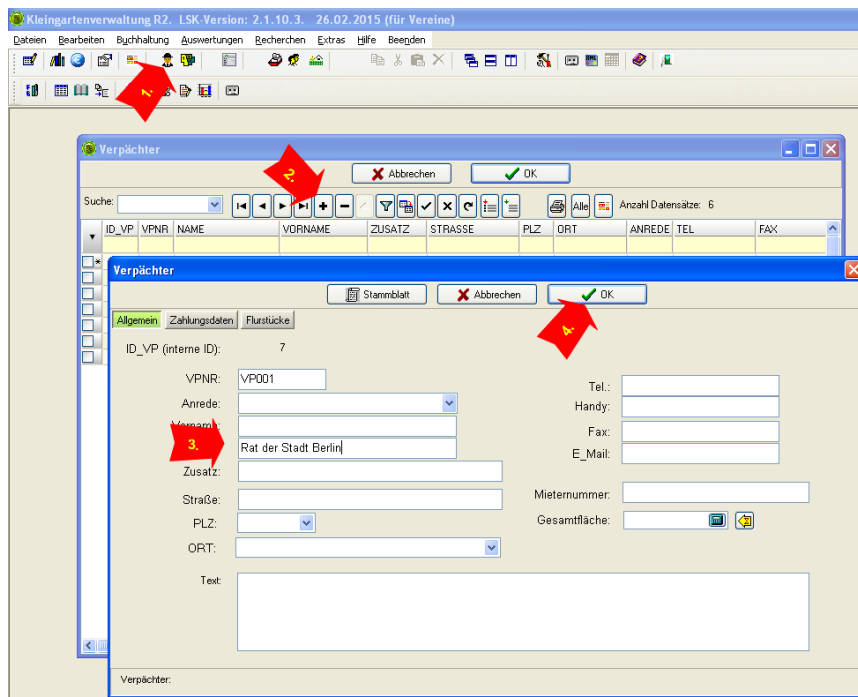 Kleingartenverwaltung R2. LSK-Version: 2.1.10.3. 26.02.2015 (für Vereine)
Dateien Bearbeiten Buchhaltung Auswertungen Recherchen Extras Hilfe Beenden
1.
Verpächter
2.
Abbrechen OK
Suche: Alle Anzahl Datensätze: 6
ID_VP VPNR NAME VORNAME ZUSATZ STRASSE PLZ ORT ANREDE TEL FAX
Verpächter
Stammblatt Abbrechen OK
4.
Allgemein Zahlungsdaten Flurstücke
ID_VP (interne ID): 7
VPNR: VP001
Tel.:
Anrede:
Handy:
Vorname:
Fax:
3. Rat der Stadt Berlin
E_Mail:
Zusatz:
Straße:
Mieternummer:
PLZ:
Gesamtfläche:
ORT:
Text
Verpächter: